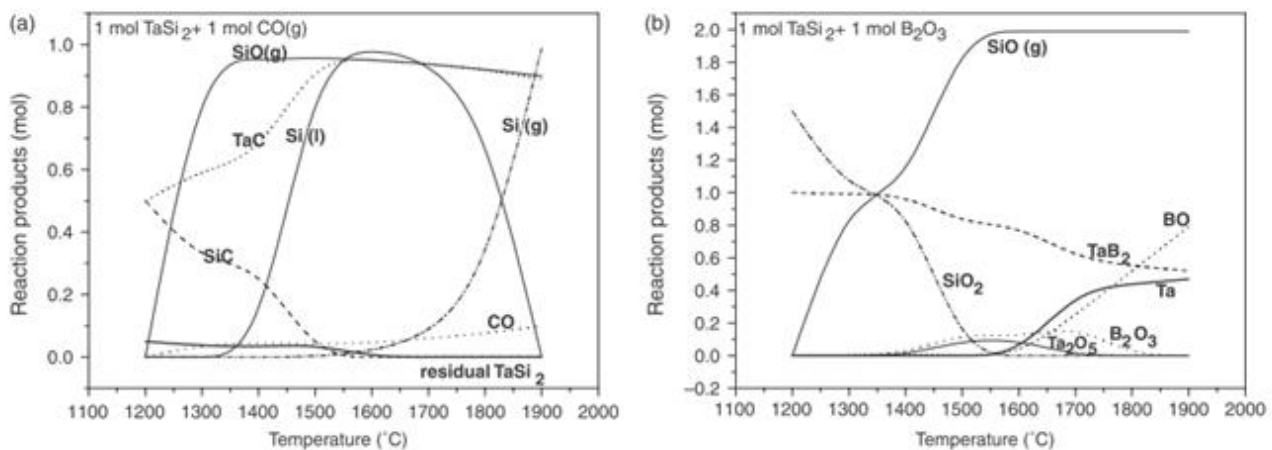 (a)
1 mol TaSi2+ 1 mol CO(g)
SiO(g)
TaC
Si (l)
Si (g)
SiC
CO
residual TaSi2
1.0
0.8
0.6
0.4
0.2
0.0
Reaction products (mol)
1100 1200 1300 1400 1500 1600 1700 1800 1900 2000
Temperature (˚C)
(b)
1 mol TaSi2+ 1 mol B2O3
SiO (g)
BO
TaB2
SiO2
Ta
Ta2O5
B2O3
2.0
1.8
1.6
1.4
1.2
1.0
0.8
0.6
0.4
0.2
0.0
−0.2
Reaction products (mol)
1100 1200 1300 1400 1500 1600 1700 1800 1900 2000
Temperature (˚C)